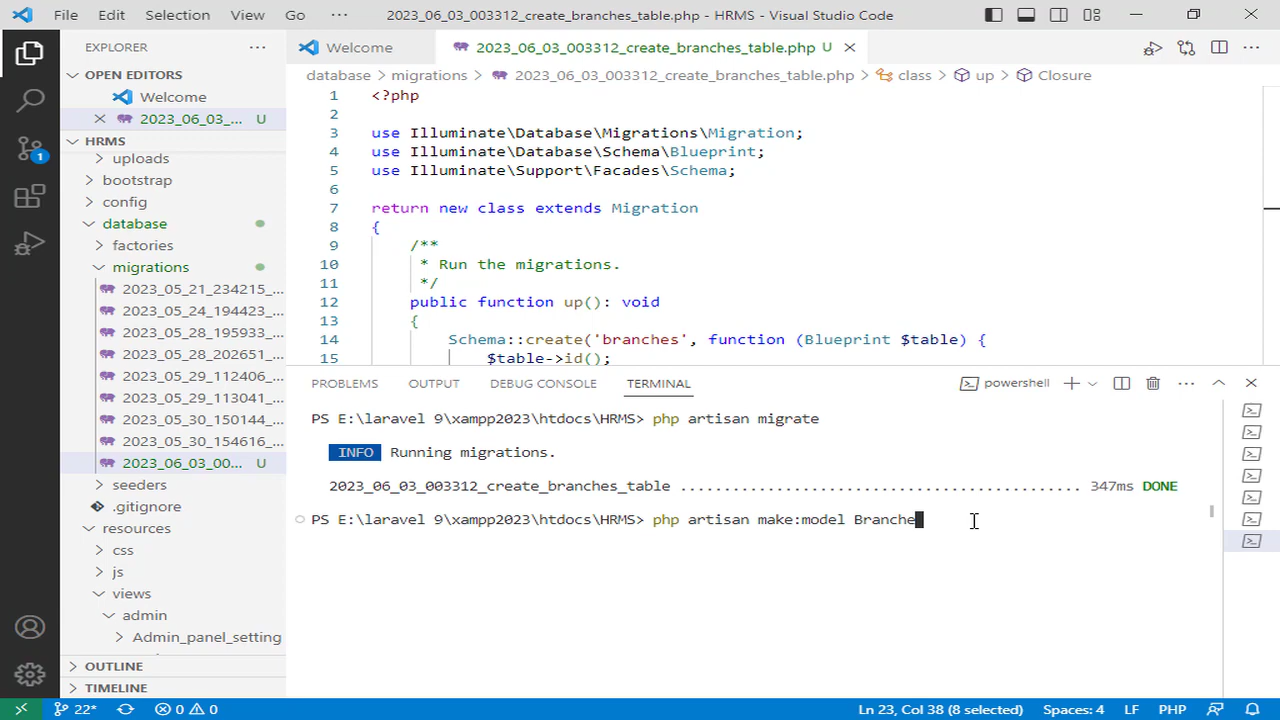 File Edit Selection View Go ··· 2023_06_03_003312_create_branches_table.php - HRMS - Visual Studio Code
EXPLORER ···
Welcome 2023_06_03_003312_create_branches_table.php U
OPEN EDITORS
Welcome
2023_06_03_... U
HRMS
uploads
bootstrap
config
database
factories
migrations
2023_05_21_234215_...
2023_05_24_194423_...
2023_05_28_195933_...
2023_05_28_202651_...
2023_05_29_112406_...
2023_05_29_113041_...
2023_05_30_150144_...
2023_05_30_154616_...
2023_06_03_00... U
seeders
.gitignore
resources
css
js
views
admin
Admin_panel_setting
OUTLINE
TIMELINE
database > migrations > 2023_06_03_003312_create_branches_table.php > class > up > Closure
1 <?php
2
3 use Illuminate\Database\Migrations\Migration;
4 use Illuminate\Database\Schema\Blueprint;
5 use Illuminate\Support\Facades\Schema;
6
7 return new class extends Migration
8 {
9 /**
10 * Run the migrations.
11 */
12 public function up(): void
13 {
14 Schema::create('branches', function (Blueprint $table) {
15 $table->id();
PROBLEMS OUTPUT DEBUG CONSOLE TERMINAL powershell
PS E:\laravel 9\xampp2023\htdocs\HRMS> php artisan migrate
INFO Running migrations.
2023_06_03_003312_create_branches_table .............................................. 347ms DONE
PS E:\laravel 9\xampp2023\htdocs\HRMS> php artisan make:model Branche
1
22* 0 0 Ln 23, Col 38 (8 selected) Spaces: 4 LF PHP